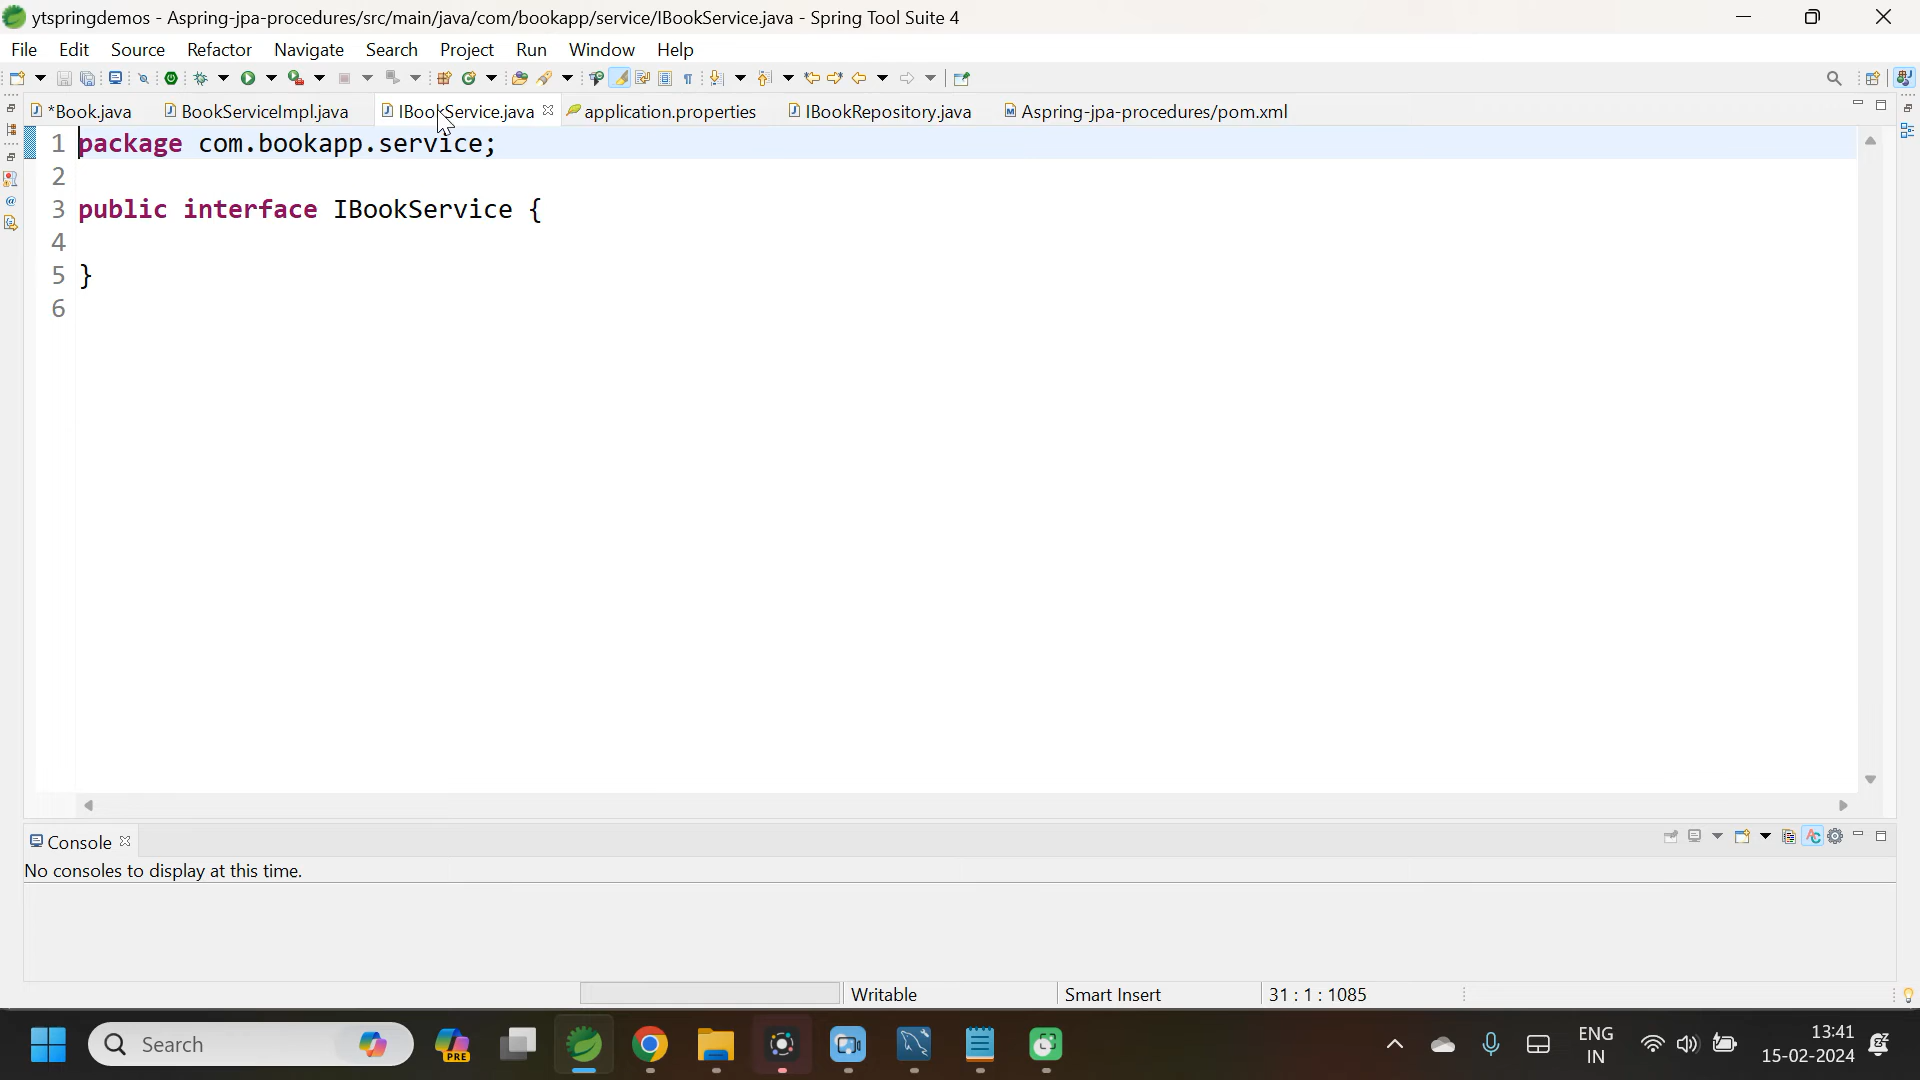 ytspringdemos - Aspring-jpa-procedures/src/main/java/com/bookapp/service/IBookService.java - Spring Tool Suite 4
File Edit Source Refactor Navigate Search Project Run Window Help
*Book.java BookServiceImpl.java IBookService.java application.properties IBookRepository.java Aspring-jpa-procedures/pom.xml
1 package com.bookapp.service;
2
3 public interface IBookService {
4
5 }
6
Console
No consoles to display at this time.
Writable Smart Insert 31 : 1 : 1085
Search PRE ENG 13:41
IN 15-02-2024